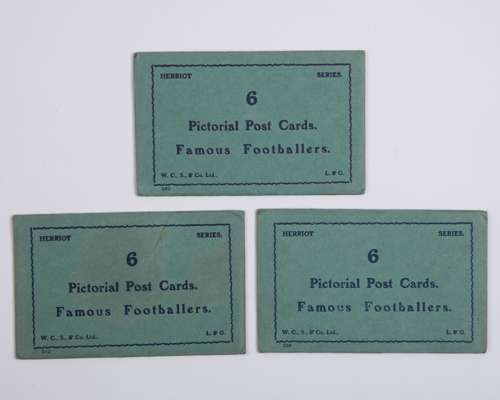 HERRIOT SERIES.
6
Pictorial Post Cards.
Famous Footballers.
W. C., S., & Co. Ltd., L. & G.
HERRIOT SERIES.
6
Pictorial Post Cards.
Famous Footballers.
W. C., S., & Co. Ltd., L. & G.
HERRIOT SERIES.
6
Pictorial Post Cards.
Famous Footballers.
W. C., S., & Co. Ltd., L. & G.